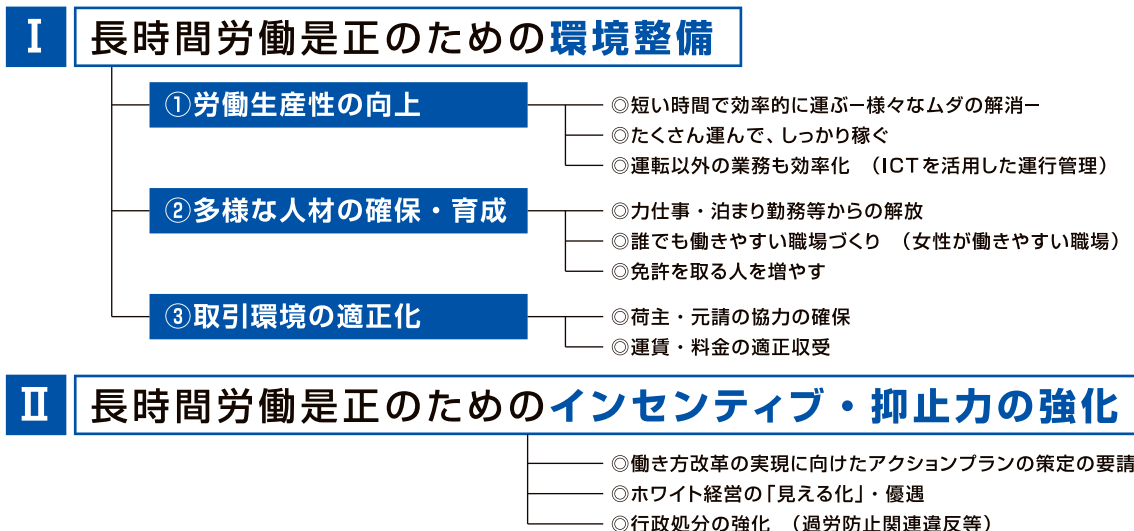 Ⅰ 長時間労働是正のための環境整備
①労働生産性の向上
◎短い時間で効率的に運ぶー様々なムダの解消ー
◎たくさん運んで、しっかり稼ぐ
◎運転以外の業務も効率化 （ICTを活用した運行管理）
②多様な人材の確保・育成
◎力仕事・泊まり勤務等からの解放
◎誰でも働きやすい職場づくり （女性が働きやすい職場）
◎免許を取る人を増やす
③取引環境の適正化
◎荷主・元請の協力の確保
◎運賃・料金の適正収受
Ⅱ 長時間労働是正のためのインセンティブ・抑止力の強化
◎働き方改革の実現に向けたアクションプランの策定の要請
◎ホワイト経営の「見える化」・優遇
◎行政処分の強化 （過労防止関連違反等）